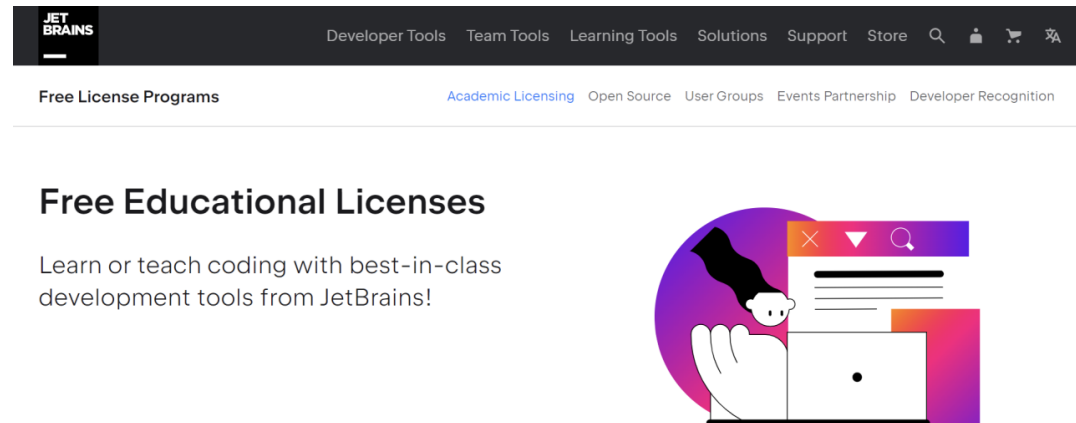 JET
BRAINS
Developer Tools Team Tools Learning Tools Solutions Support Store
Free License Programs
Academic Licensing Open Source User Groups Events Partnership Developer Recognition
Free Educational Licenses
Learn or teach coding with best-in-class
development tools from JetBrains!